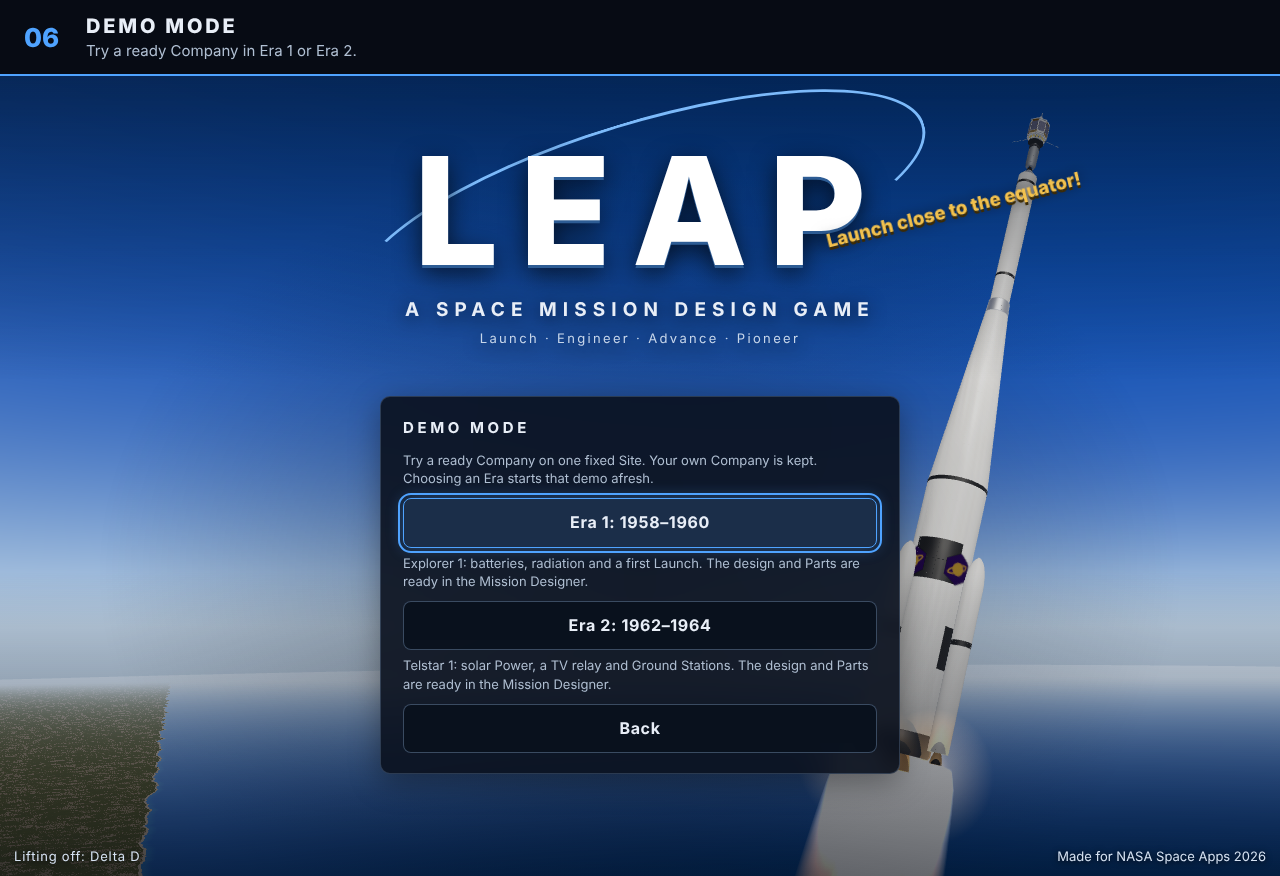 06
DEMO MODE
Try a ready Company in Era 1 or Era 2.
LEAP
Launch close to the equator!
A SPACE MISSION DESIGN GAME
Launch · Engineer · Advance · Pioneer
DEMO MODE
Try a ready Company on one fixed Site. Your own Company is kept.
Choosing an Era starts that demo afresh.
Era 1: 1958–1960
Explorer 1: batteries, radiation and a first Launch. The design and Parts are
ready in the Mission Designer.
Era 2: 1962–1964
Telstar 1: solar Power, a TV relay and Ground Stations. The design and Parts
are ready in the Mission Designer.
Back
Lifting off: Delta D
Made for NASA Space Apps 2026